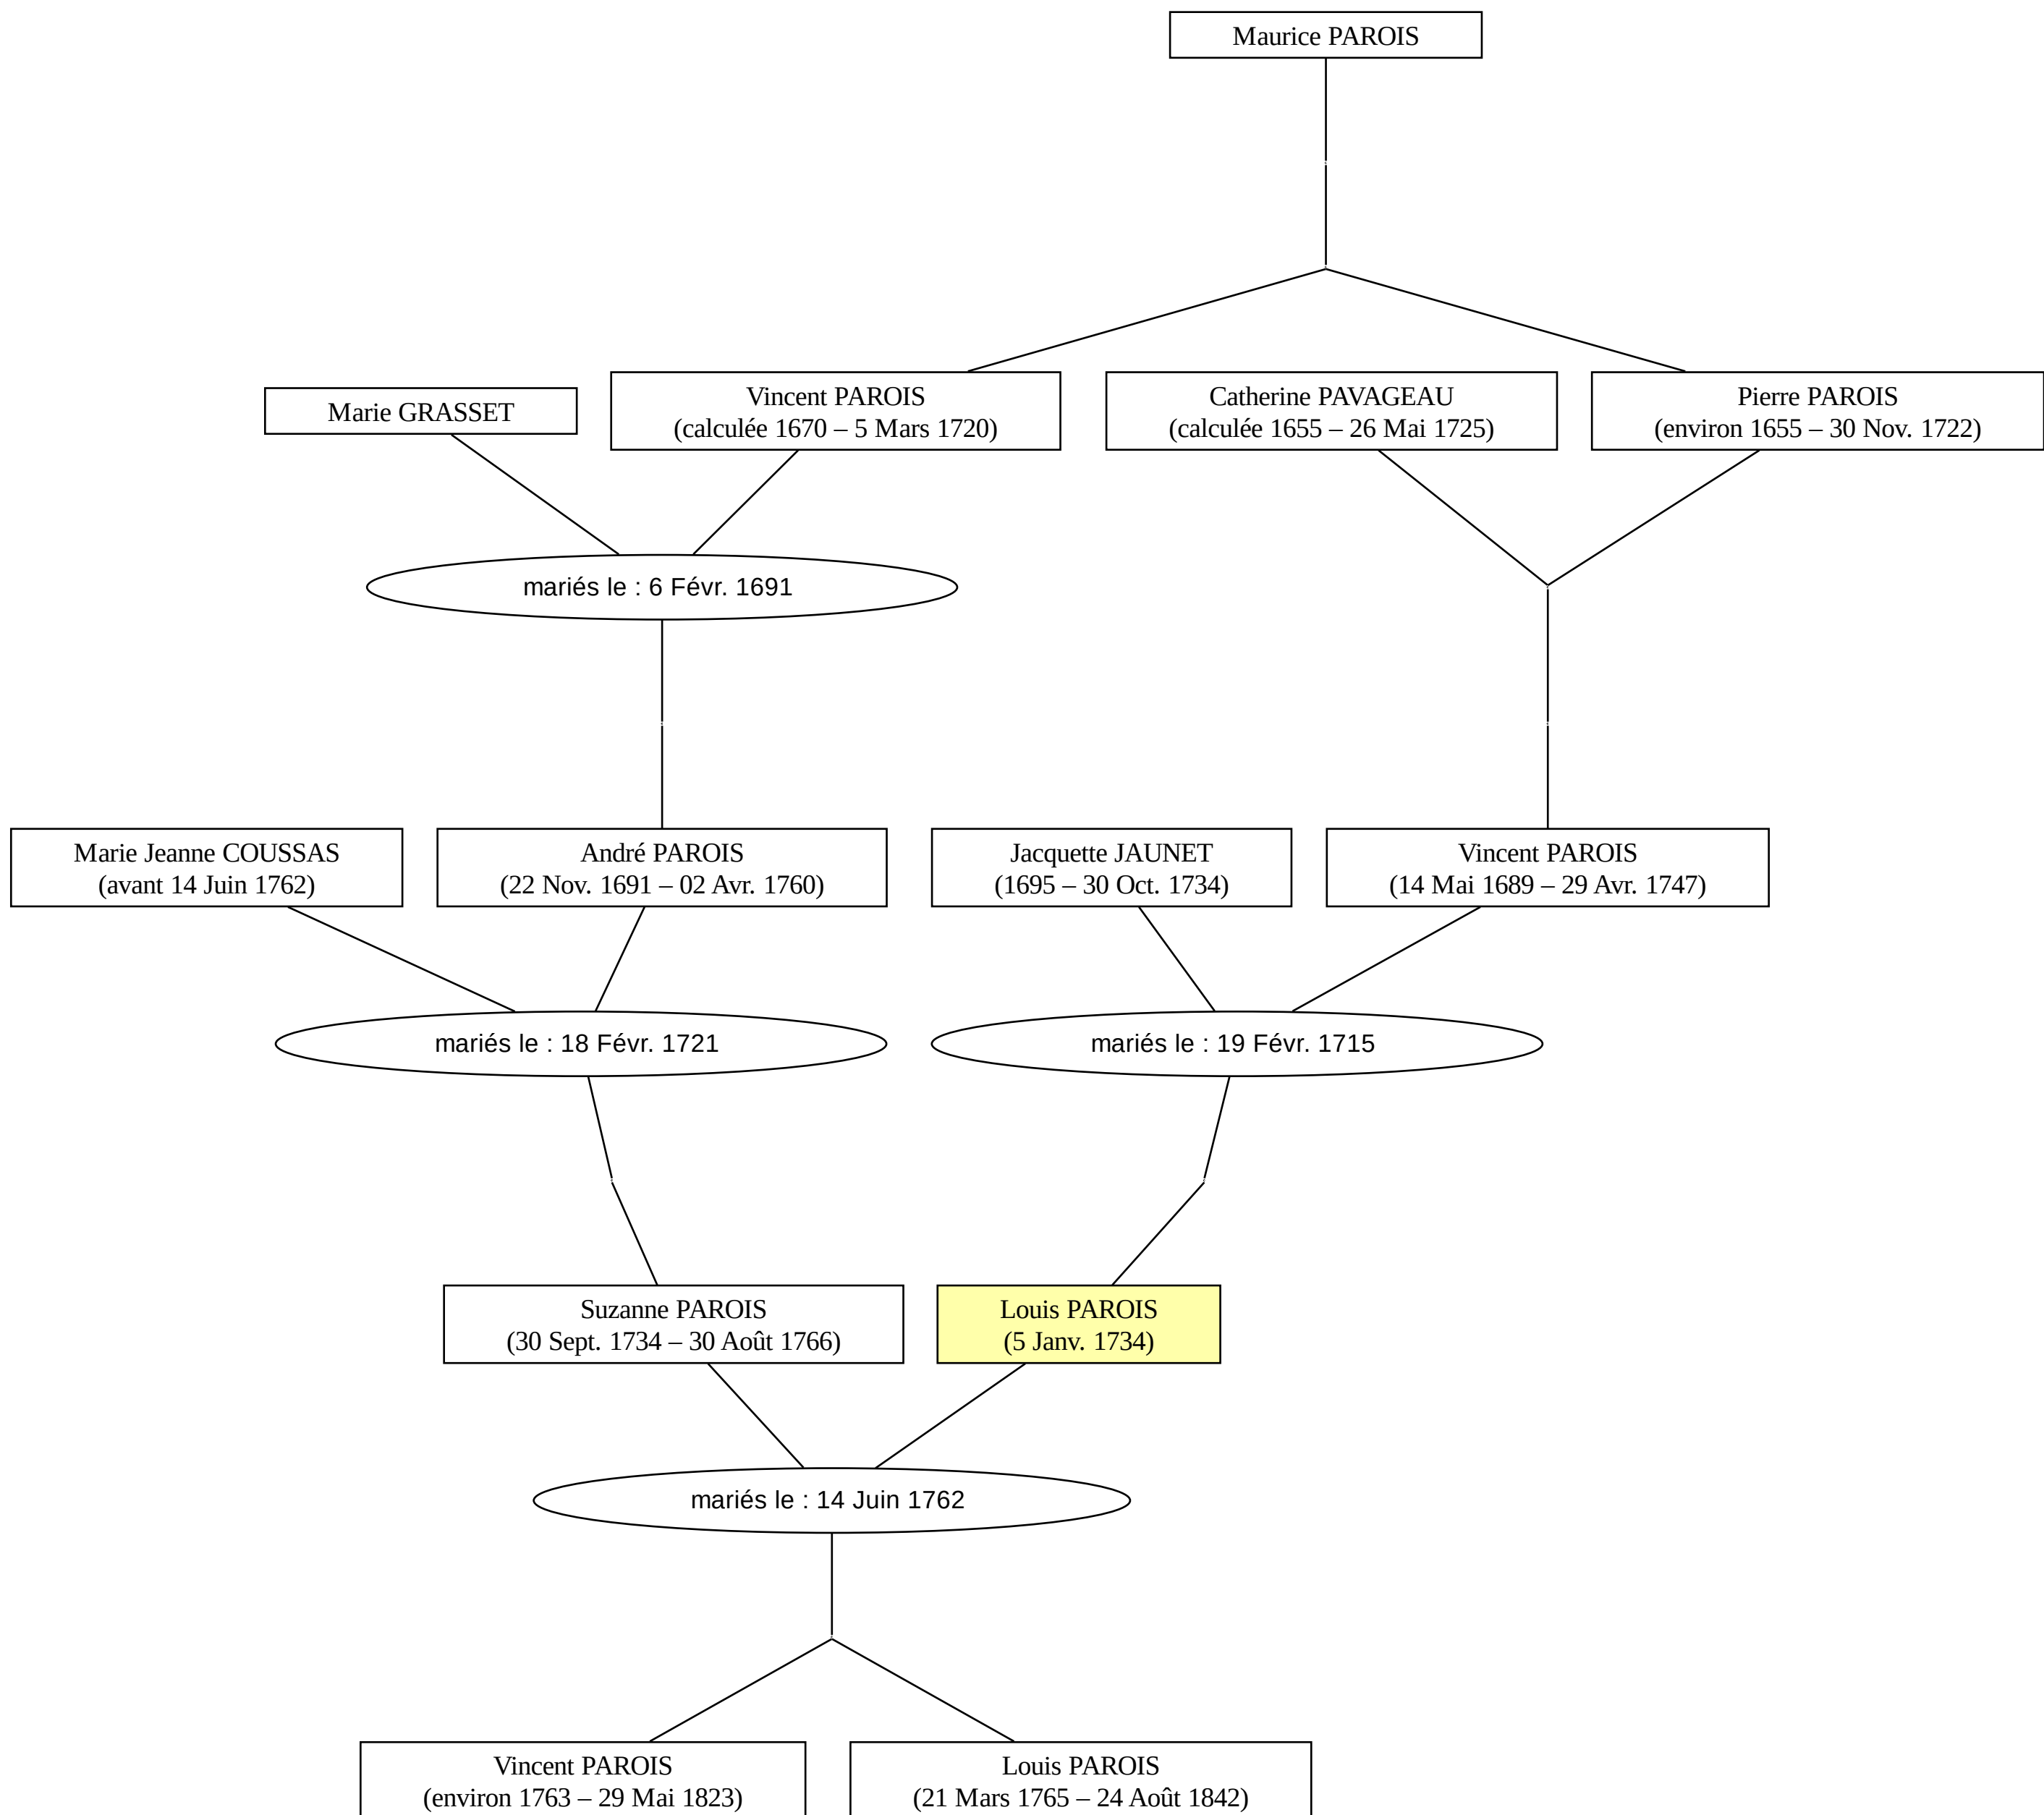 Maurice PAROIS
Marie GRASSET
Vincent PAROIS
(calculée 1670 – 5 Mars 1720)
Catherine PAVAGEAU
(calculée 1655 – 26 Mai 1725)
Pierre PAROIS
(environ 1655 – 30 Nov. 1722)
mariés le : 6 Févr. 1691
Marie Jeanne COUSSAS
(avant 14 Juin 1762)
André PAROIS
(22 Nov. 1691 – 02 Avr. 1760)
Jacquette JAUNET
(1695 – 30 Oct. 1734)
Vincent PAROIS
(14 Mai 1689 – 29 Avr. 1747)
mariés le : 18 Févr. 1721
mariés le : 19 Févr. 1715
Suzanne PAROIS
(30 Sept. 1734 – 30 Août 1766)
Louis PAROIS
(5 Janv. 1734)
mariés le : 14 Juin 1762
Vincent PAROIS
(environ 1763 – 29 Mai 1823)
Louis PAROIS
(21 Mars 1765 – 24 Août 1842)